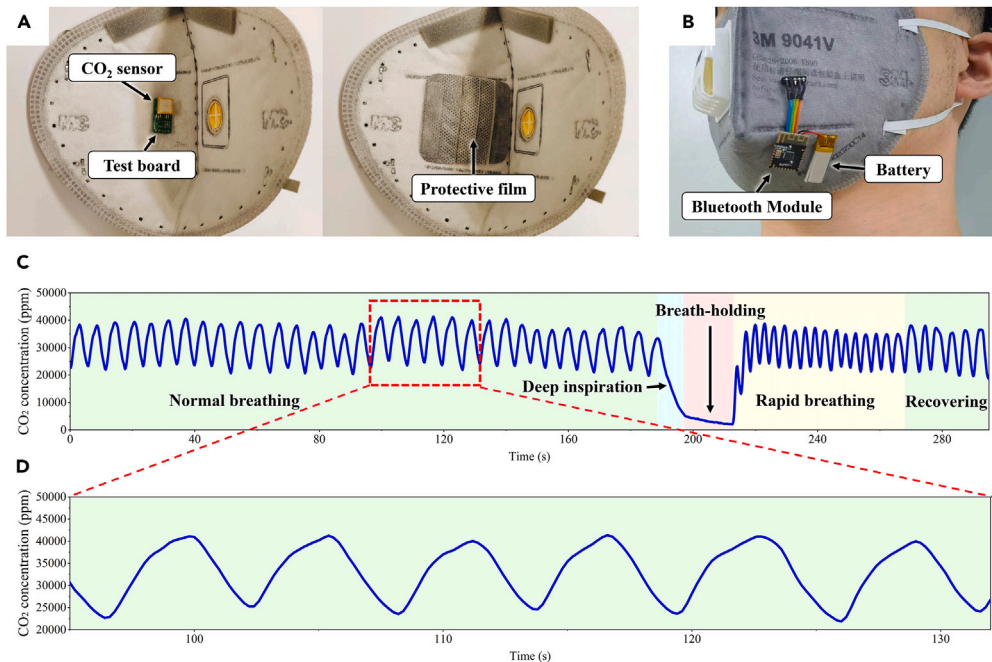 A
CO₂ sensor
Test board
Protective film
B
3M 9041V
Battery
Bluetooth Module
C
CO₂ concentration (ppm)
50000
40000
30000
20000
10000
0
Breath-holding
Deep inspiration
Normal breathing
Rapid breathing
Recovering
0 40 80 120 160 200 240 280
Time (s)
D
CO₂ concentration (ppm)
50000
45000
40000
35000
30000
25000
20000
100 110 120 130
Time (s)